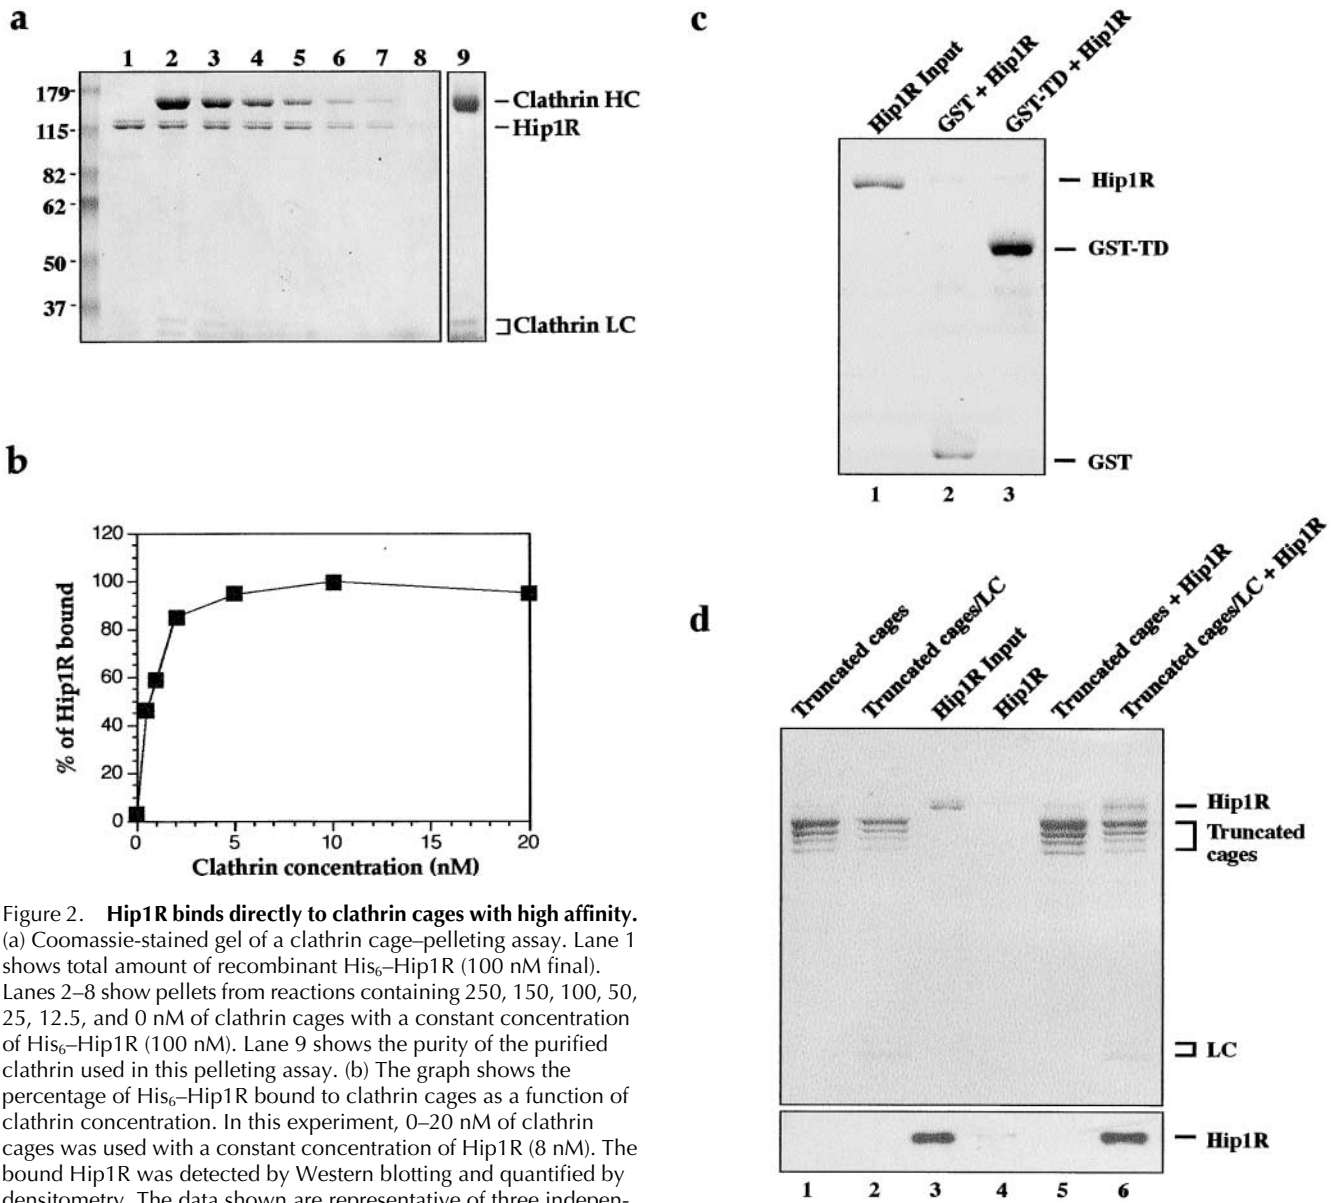 a
1 2 3 4 5 6 7 8 9
179
115
82
62
50
37
Clathrin HC
Hip1R
Clathrin LC
b
120
100
80
60
40
20
0
% of Hip1R bound
0 5 10 15 20
Clathrin concentration (nM)
Figure 2. Hip1R binds directly to clathrin cages with high affinity.
(a) Coomassie-stained gel of a clathrin cage–pelleting assay. Lane 1
shows total amount of recombinant His₆–Hip1R (100 nM final).
Lanes 2–8 show pellets from reactions containing 250, 150, 100, 50,
25, 12.5, and 0 nM of clathrin cages with a constant concentration
of His₆–Hip1R (100 nM). Lane 9 shows the purity of the purified
clathrin used in this pelleting assay. (b) The graph shows the
percentage of His₆–Hip1R bound to clathrin cages as a function of
clathrin concentration. In this experiment, 0–20 nM of clathrin
cages was used with a constant concentration of Hip1R (8 nM). The
bound Hip1R was detected by Western blotting and quantified by
densitometry. The data shown are representative of three indepen-
c
Hip1R Input
GST + Hip1R
GST-TD + Hip1R
Hip1R
GST-TD
GST
1 2 3
d
Truncated cages
Truncated cages/LC
Hip1R Input
Hip1R
Truncated cages + Hip1R
Truncated cages/LC + Hip1R
Hip1R
Truncated
cages
LC
Hip1R
1 2 3 4 5 6